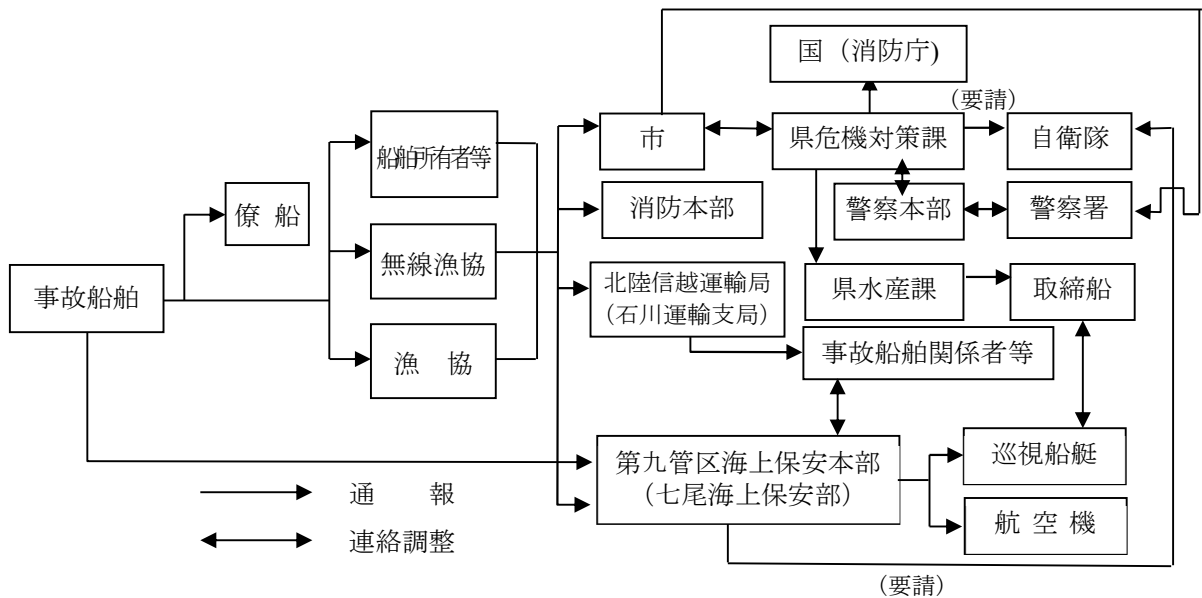 国（消防庁)
（要請）
船舶所有者等
市
県危機対策課
自衛隊
僚船
消防本部
警察本部
警察署
無線漁協
事故船舶
北陸信越運輸局
（石川運輸支局）
県水産課
取締船
漁　協
事故船舶関係者等
第九管区海上保安本部
（七尾海上保安部）
巡視船艇
航 空 機
通　　報
連絡調整
（要請）